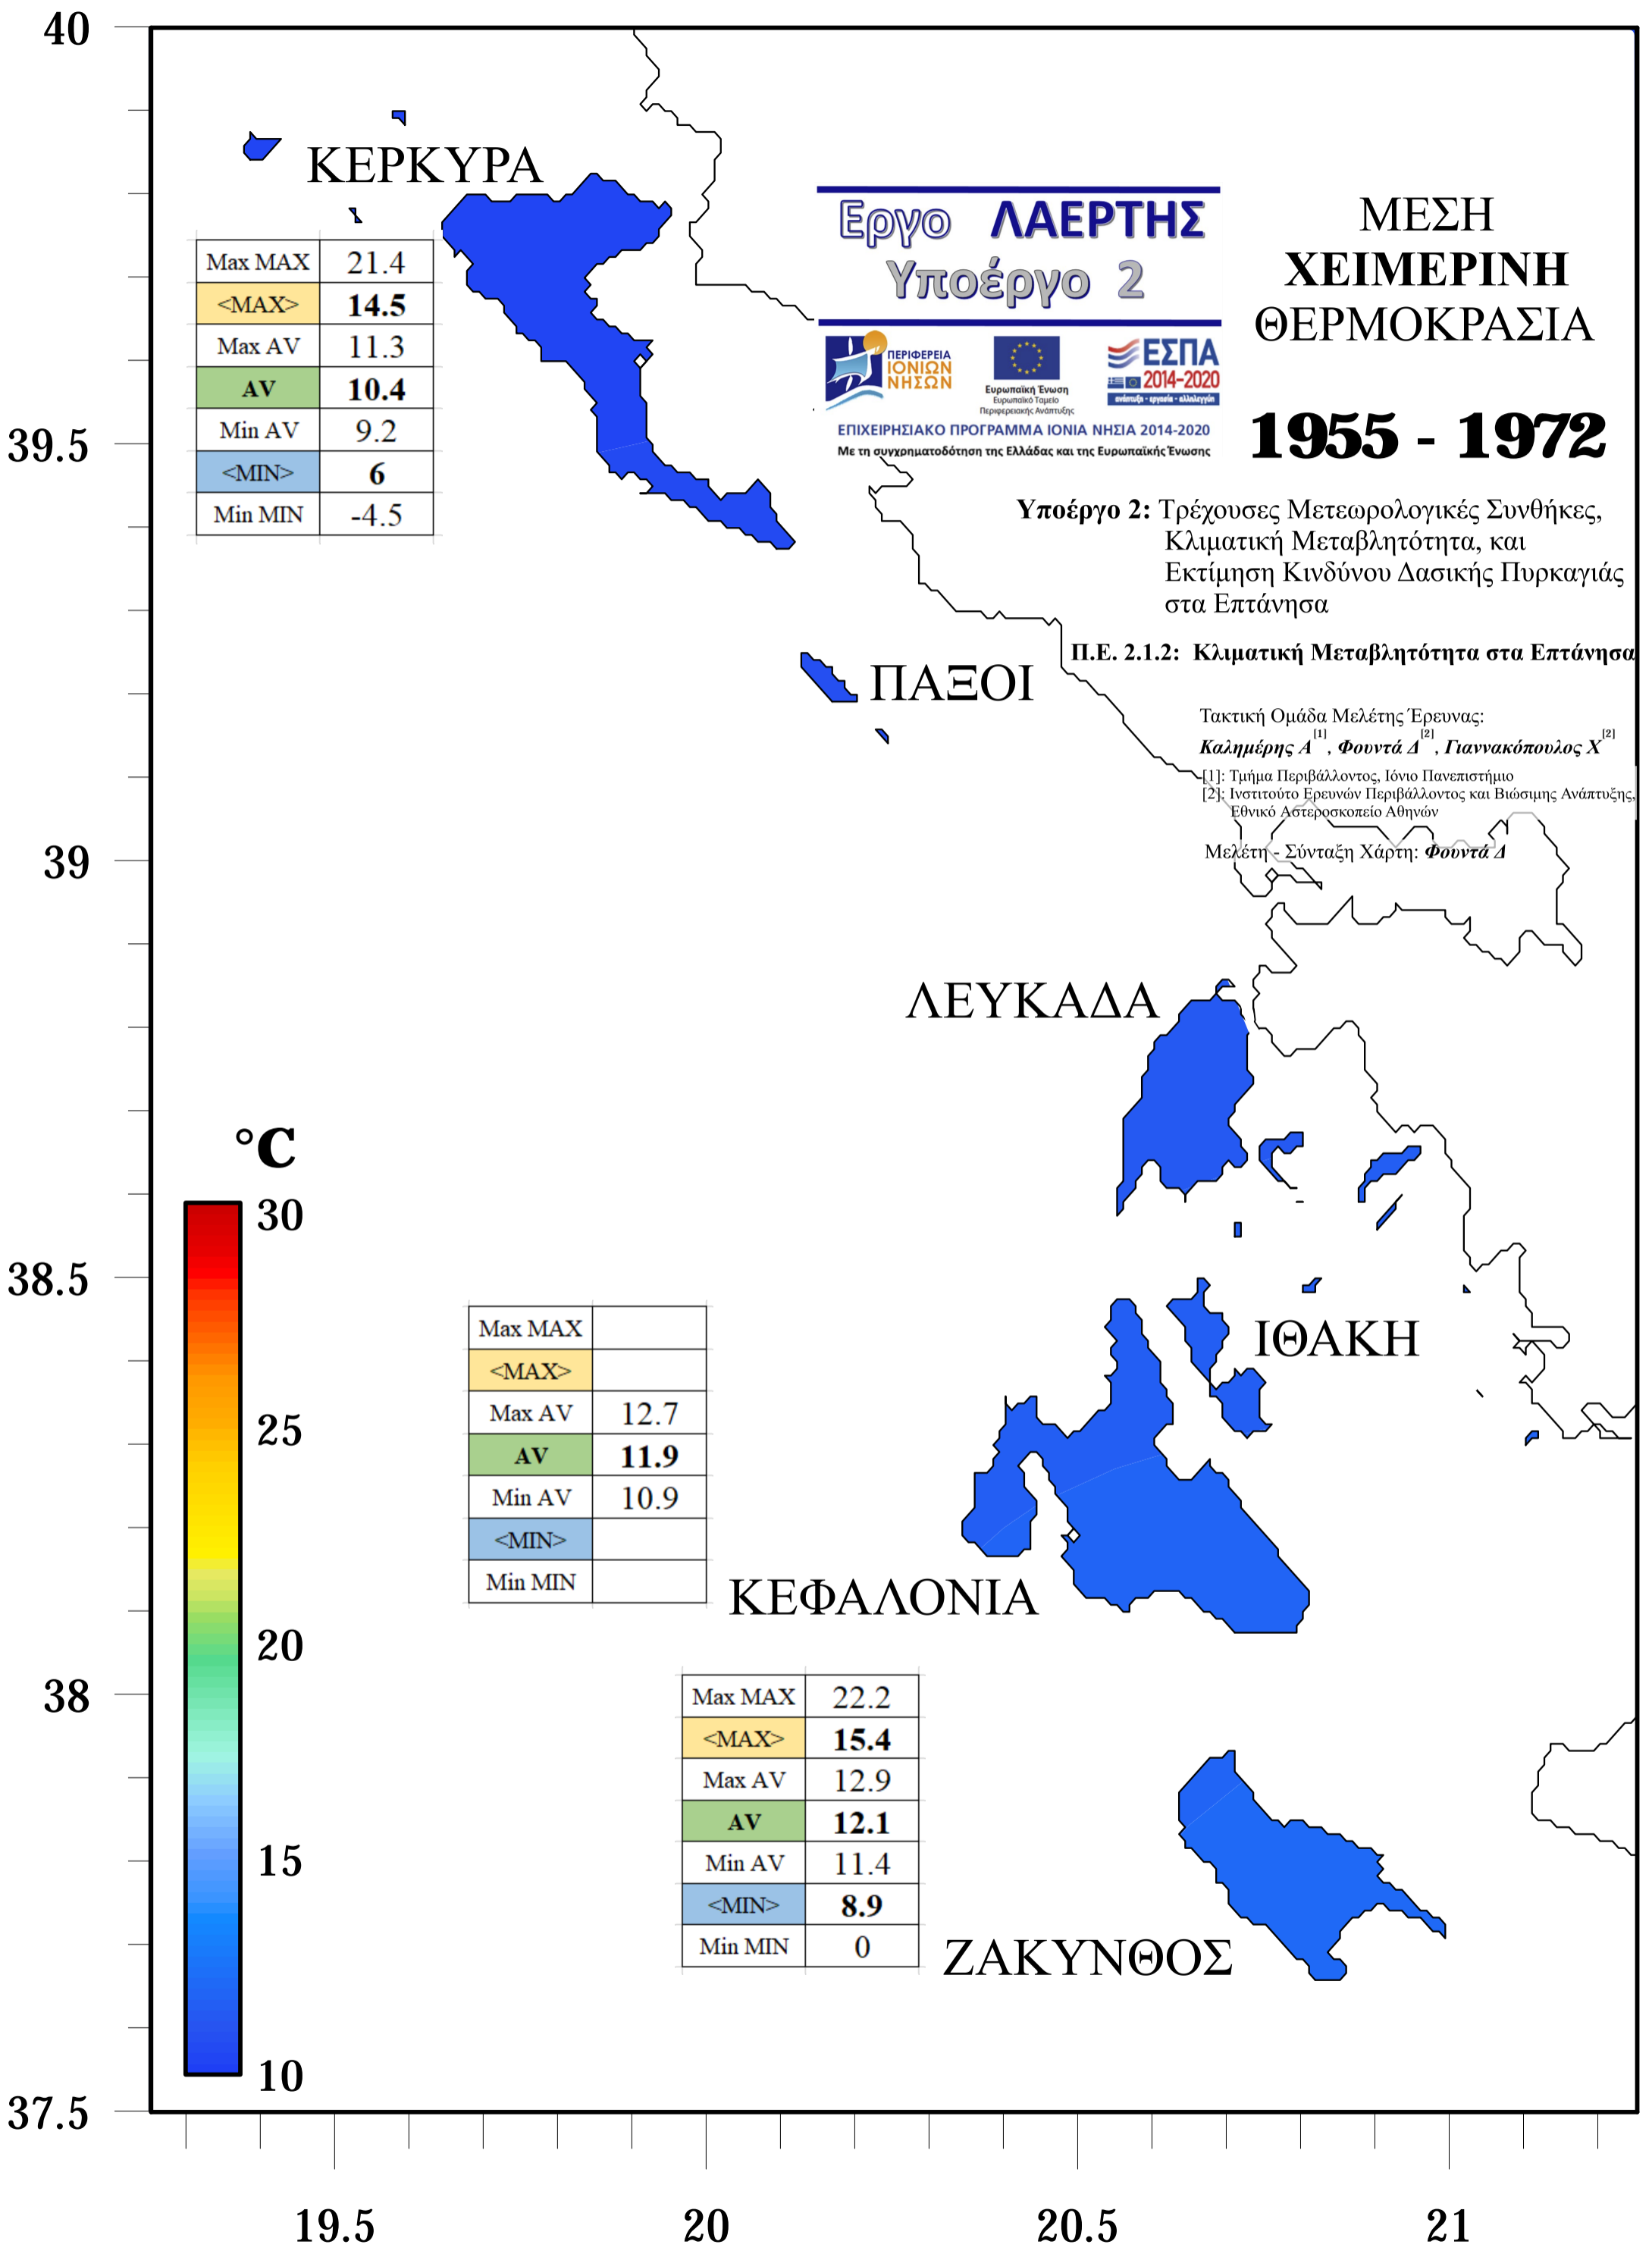 40
39.5
39
38.5
38
37.5
19.5
20
20.5
21
ΚΕΡΚΥΡΑ
Max MAX 21.4
<MAX> 14.5
Max AV 11.3
AV 10.4
Min AV 9.2
<MIN> 6
Min MIN -4.5
Εργο ΛΑΕΡΤΗΣ
Υποέργο 2
ΠΕΡΙΦΕΡΕΙΑ
ΙΟΝΙΩΝ
ΝΗΣΩΝ
Ευρωπαϊκή Ένωση
Ευρωπαϊκό Ταμείο
Περιφερειακής Ανάπτυξης
ΕΣΠΑ
2014-2020
ανάπτυξη - εργασία - αλληλεγγύη
ΕΠΙΧΕΙΡΗΣΙΑΚΟ ΠΡΟΓΡΑΜΜΑ ΙΟΝΙΑ ΝΗΣΙΑ 2014-2020
Με τη συγχρηματοδότηση της Ελλάδας και της Ευρωπαϊκής Ένωσης
ΜΕΣΗ
ΧΕΙΜΕΡΙΝΗ
ΘΕΡΜΟΚΡΑΣΙΑ
1955 - 1972
Υποέργο 2: Τρέχουσες Μετεωρολογικές Συνθήκες,
Κλιματική Μεταβλητότητα, και
Εκτίμηση Κινδύνου Δασικής Πυρκαγιάς
στα Επτάνησα
Π.Ε. 2.1.2: Κλιματική Μεταβλητότητα στα Επτάνησα
Τακτική Ομάδα Μελέτης Έρευνας:
Καλημέρης Α[1], Φουντά Δ[2], Γιαννακόπουλος Χ[2]
[1]: Τμήμα Περιβάλλοντος, Ιόνιο Πανεπιστήμιο
[2]: Ινστιτούτο Ερευνών Περιβάλλοντος και Βιώσιμης Ανάπτυξης,
Εθνικό Αστεροσκοπείο Αθηνών
Μελέτη - Σύνταξη Χάρτη: Φουντά Δ
ΠΑΞΟΙ
ΛΕΥΚΑΔΑ
°C
30
25
20
15
10
ΙΘΑΚΗ
Max MAX
<MAX>
Max AV 12.7
AV 11.9
Min AV 10.9
<MIN>
Min MIN
ΚΕΦΑΛΟΝΙΑ
Max MAX 22.2
<MAX> 15.4
Max AV 12.9
AV 12.1
Min AV 11.4
<MIN> 8.9
Min MIN 0
ΖΑΚΥΝΘΟΣ